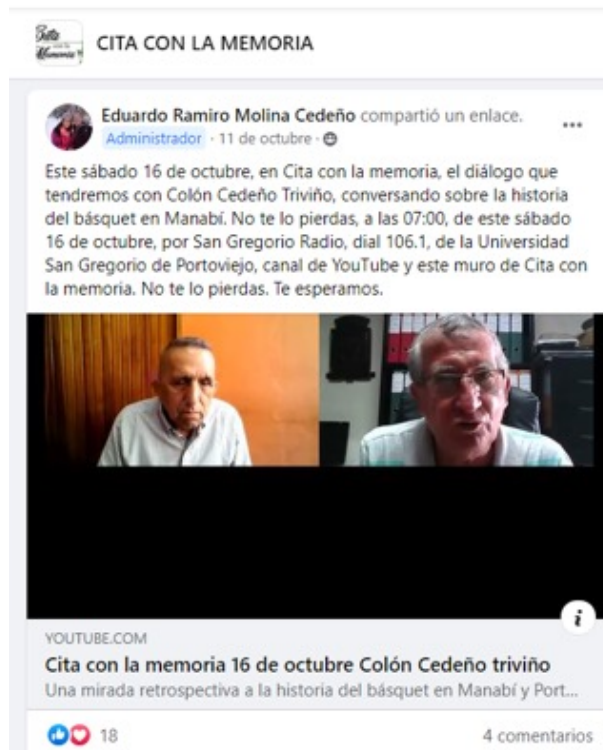 Cita
con la
Memoria
CITA CON LA MEMORIA
Eduardo Ramiro Molina Cedeño compartió un enlace.
Administrador · 11 de octubre ·
Este sábado 16 de octubre, en Cita con la memoria, el diálogo que
tendremos con Colón Cedeño Triviño, conversando sobre la historia
del básquet en Manabí. No te lo pierdas, a las 07:00, de este sábado
16 de octubre, por San Gregorio Radio, dial 106.1, de la Universidad
San Gregorio de Portoviejo, canal de YouTube y este muro de Cita con
la memoria. No te lo pierdas. Te esperamos.
i
YOUTUBE.COM
Cita con la memoria 16 de octubre Colón Cedeño triviño
Una mirada retrospectiva a la historia del básquet en Manabí y Port...
18
4 comentarios